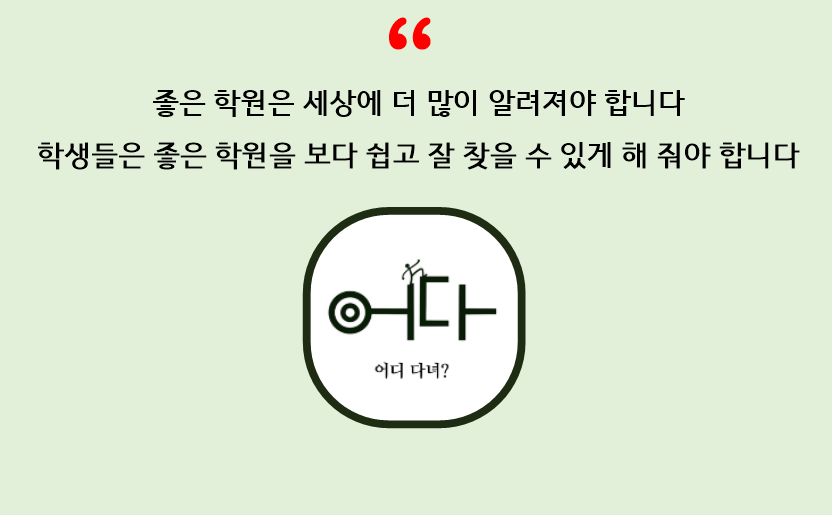 “
좋은 학원은 세상에 더 많이 알려져야 합니다
학생들은 좋은 학원을 보다 쉽고 잘 찾을 수 있게 해 줘야 합니다
어다
어디 다녀?